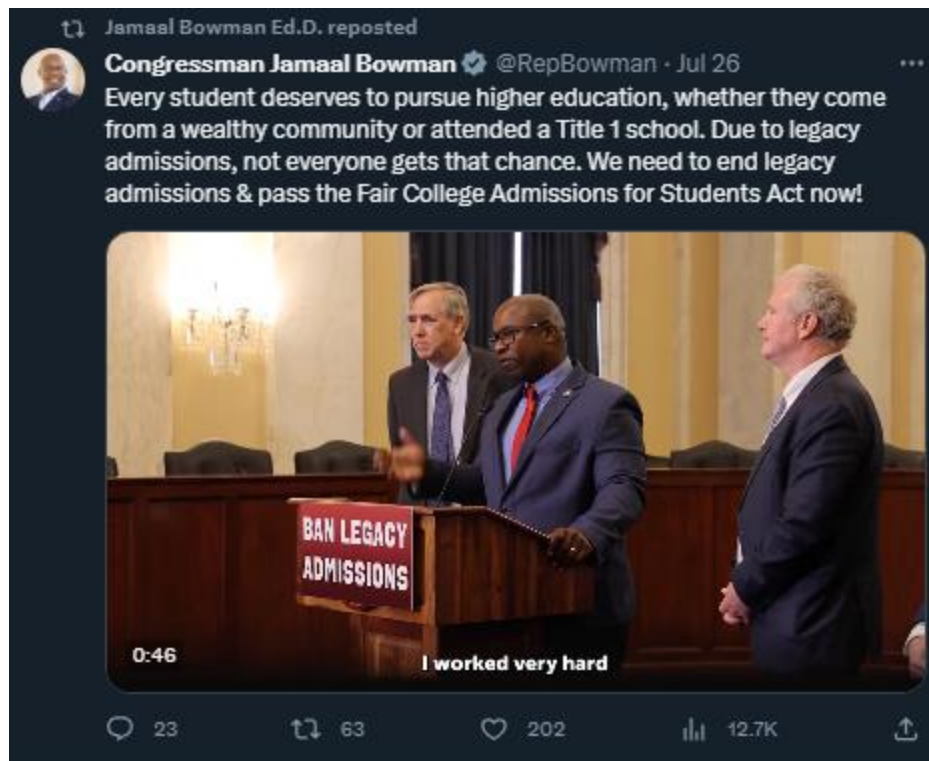 Jamaal Bowman Ed.D. reposted
Congressman Jamaal Bowman @RepBowman · Jul 26
Every student deserves to pursue higher education, whether they come
from a wealthy community or attended a Title 1 school. Due to legacy
admissions, not everyone gets that chance. We need to end legacy
admissions & pass the Fair College Admissions for Students Act now!
BAN LEGACY
ADMISSIONS
0:46
I worked very hard
23 63 202 12.7K